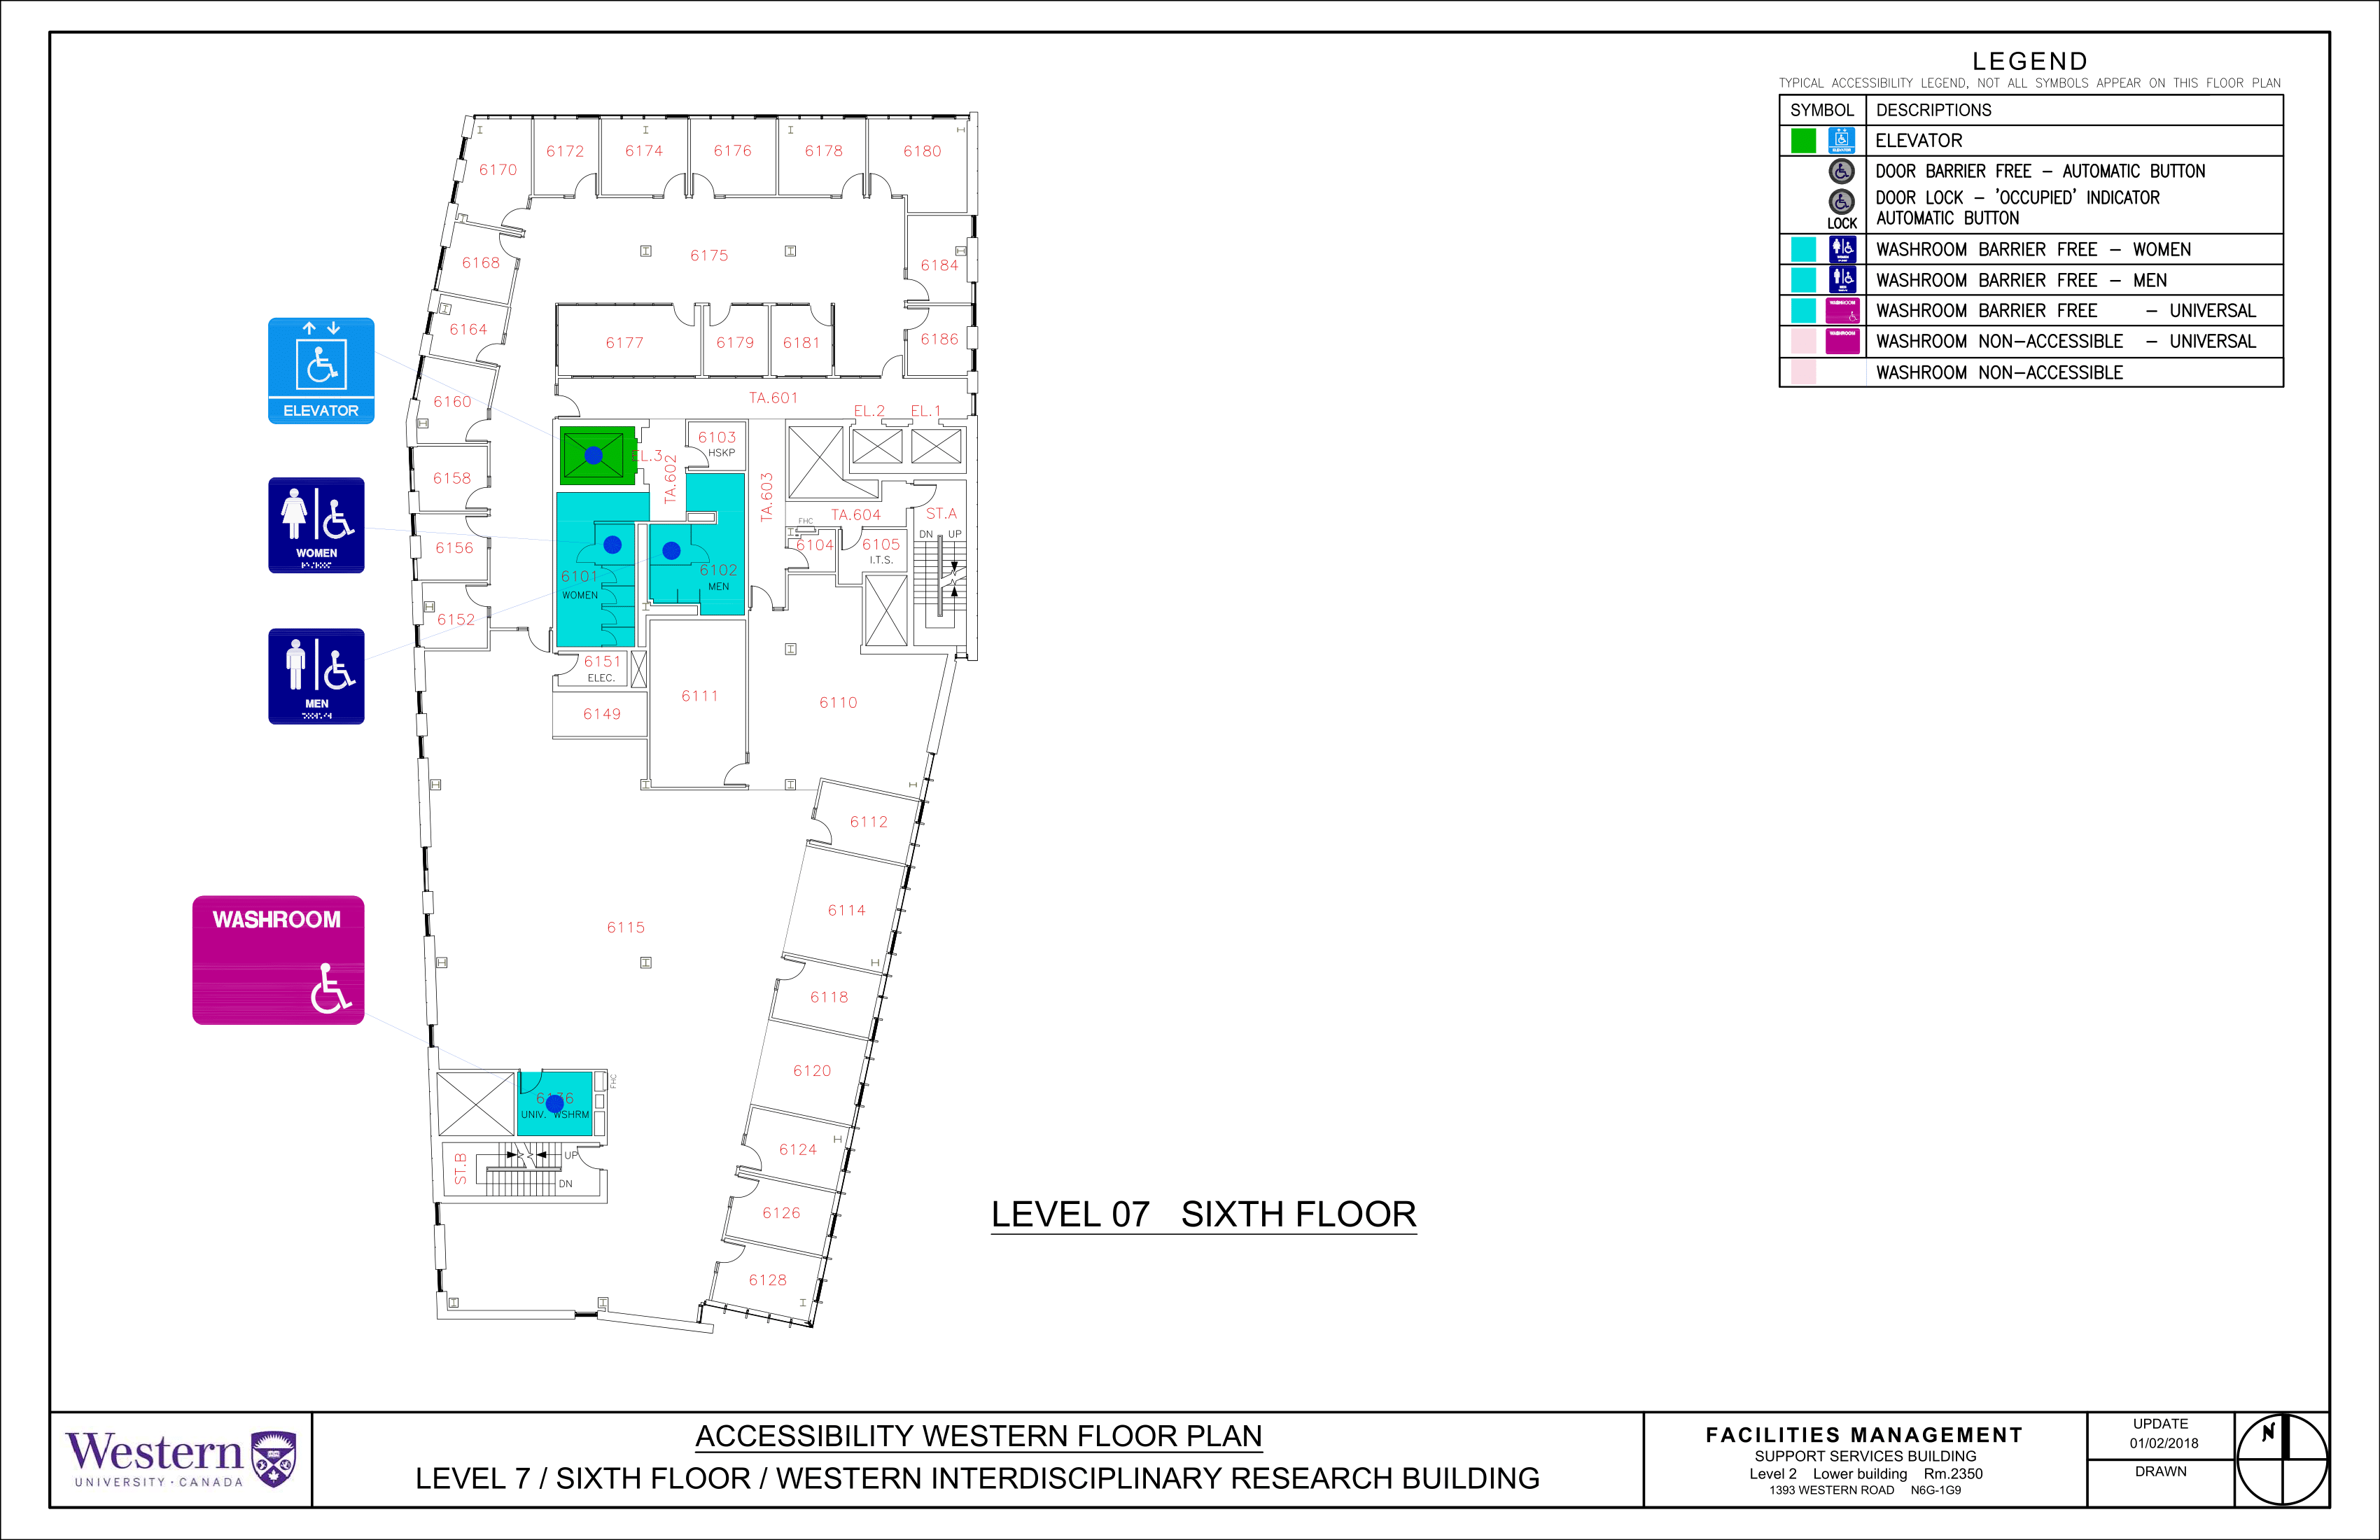 LEGEND
TYPICAL ACCESSIBILITY LEGEND, NOT ALL SYMBOLS APPEAR ON THIS FLOOR PLAN
SYMBOL DESCRIPTIONS
ELEVATOR
DOOR BARRIER FREE - AUTOMATIC BUTTON
DOOR LOCK - 'OCCUPIED' INDICATOR
AUTOMATIC BUTTON
LOCK
WASHROOM BARRIER FREE - WOMEN
WASHROOM BARRIER FREE - MEN
WASHROOM BARRIER FREE - UNIVERSAL
WASHROOM NON-ACCESSIBLE - UNIVERSAL
WASHROOM NON-ACCESSIBLE
6170
6172
6174
6176
6178
6180
6168
6175
6184
6164
6177
6179
6181
6186
ELEVATOR
6160
TA.601
EL.2
EL.1
6103
HSKP
EL.3
TA.602
TA.603
6158
WOMEN
6156
FHC
TA.604
ST.A
DN UP
6104
6105
I.T.S.
6101
WOMEN
6102
MEN
6152
MEN
6151
ELEC.
6149
6111
6110
6112
6114
6115
WASHROOM
6118
6120
FHC
UNIV. WSHRM
6124
ST.B
UP
DN
6126
6128
LEVEL 07 SIXTH FLOOR
Western
UNIVERSITY · CANADA
ACCESSIBILITY WESTERN FLOOR PLAN
LEVEL 7 / SIXTH FLOOR / WESTERN INTERDISCIPLINARY RESEARCH BUILDING
FACILITIES MANAGEMENT
SUPPORT SERVICES BUILDING
Level 2 Lower building Rm.2350
1393 WESTERN ROAD N6G-1G9
UPDATE
01/02/2018
DRAWN
N